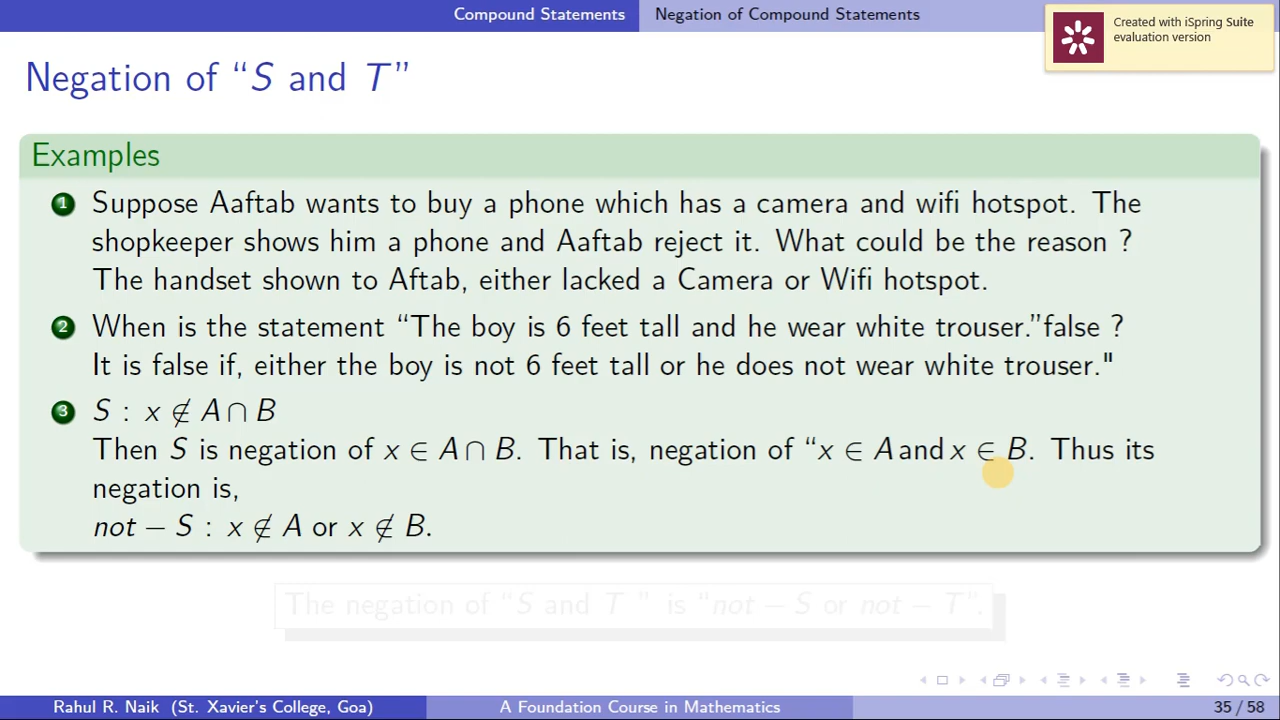 Compound Statements Negation of Compound Statements
Created with iSpring Suite
evaluation version
Negation of “S and T”
Examples
1 Suppose Aaftab wants to buy a phone which has a camera and wifi hotspot. The
shopkeeper shows him a phone and Aaftab reject it. What could be the reason ?
The handset shown to Aftab, either lacked a Camera or Wifi hotspot.
2 When is the statement “The boy is 6 feet tall and he wear white trouser.”false ?
It is false if, either the boy is not 6 feet tall or he does not wear white trouser."
3 S : x ∉ A ∩ B
Then S is negation of x ∈ A ∩ B. That is, negation of “x ∈ A and x ∈ B. Thus its
negation is,
not − S : x ∉ A or x ∉ B.
The negation of “S and T ” is “not − S or not − T”.
Rahul R. Naik (St. Xavier's College, Goa) A Foundation Course in Mathematics 35 / 58